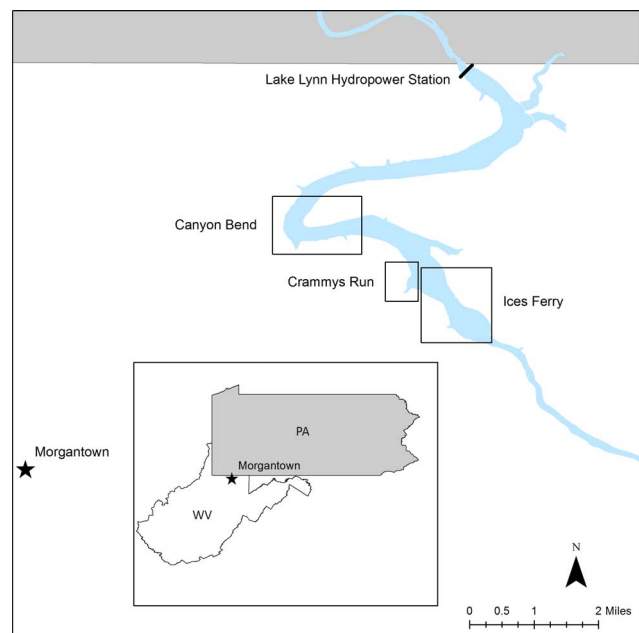 Lake Lynn Hydropower Station
Canyon Bend
Crammys Run
Ices Ferry
PA
Morgantown
Morgantown
WV
N
0 0.5 1 2 Miles